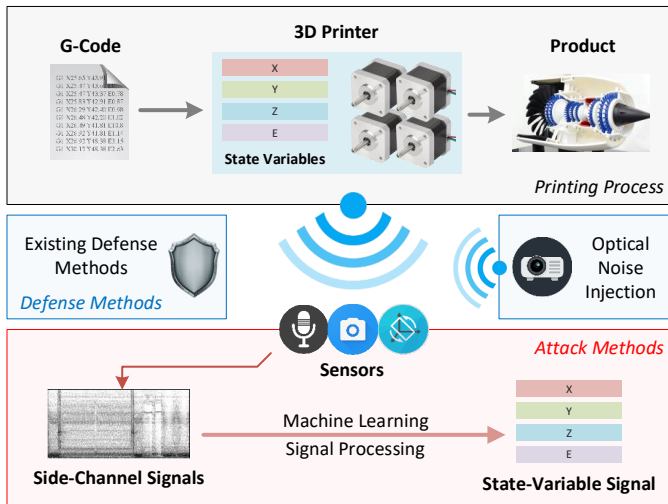 G-Code
3D Printer
Product
X
Y
Z
E
State Variables
Printing Process
Existing Defense
Methods
Defense Methods
Optical
Noise
Injection
Attack Methods
Sensors
Machine Learning
Signal Processing
Side-Channel Signals
X
Y
Z
E
State-Variable Signal